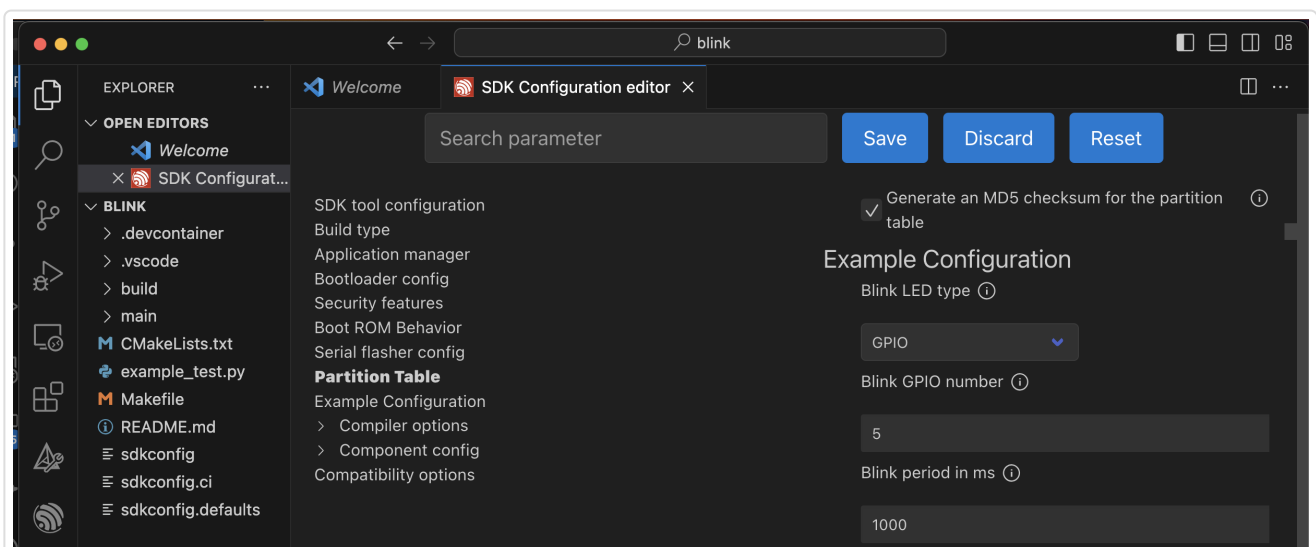 blink
EXPLORER
Welcome
SDK Configuration editor
OPEN EDITORS
Welcome
SDK Configurat...
Search parameter
Save
Discard
Reset
BLINK
.devcontainer
.vscode
build
main
CMakeLists.txt
example_test.py
Makefile
README.md
sdkconfig
sdkconfig.ci
sdkconfig.defaults
SDK tool configuration
Build type
Application manager
Bootloader config
Security features
Boot ROM Behavior
Serial flasher config
Partition Table
Example Configuration
Compiler options
Component config
Compatibility options
Generate an MD5 checksum for the partition
table
Example Configuration
Blink LED type
GPIO
Blink GPIO number
5
Blink period in ms
1000